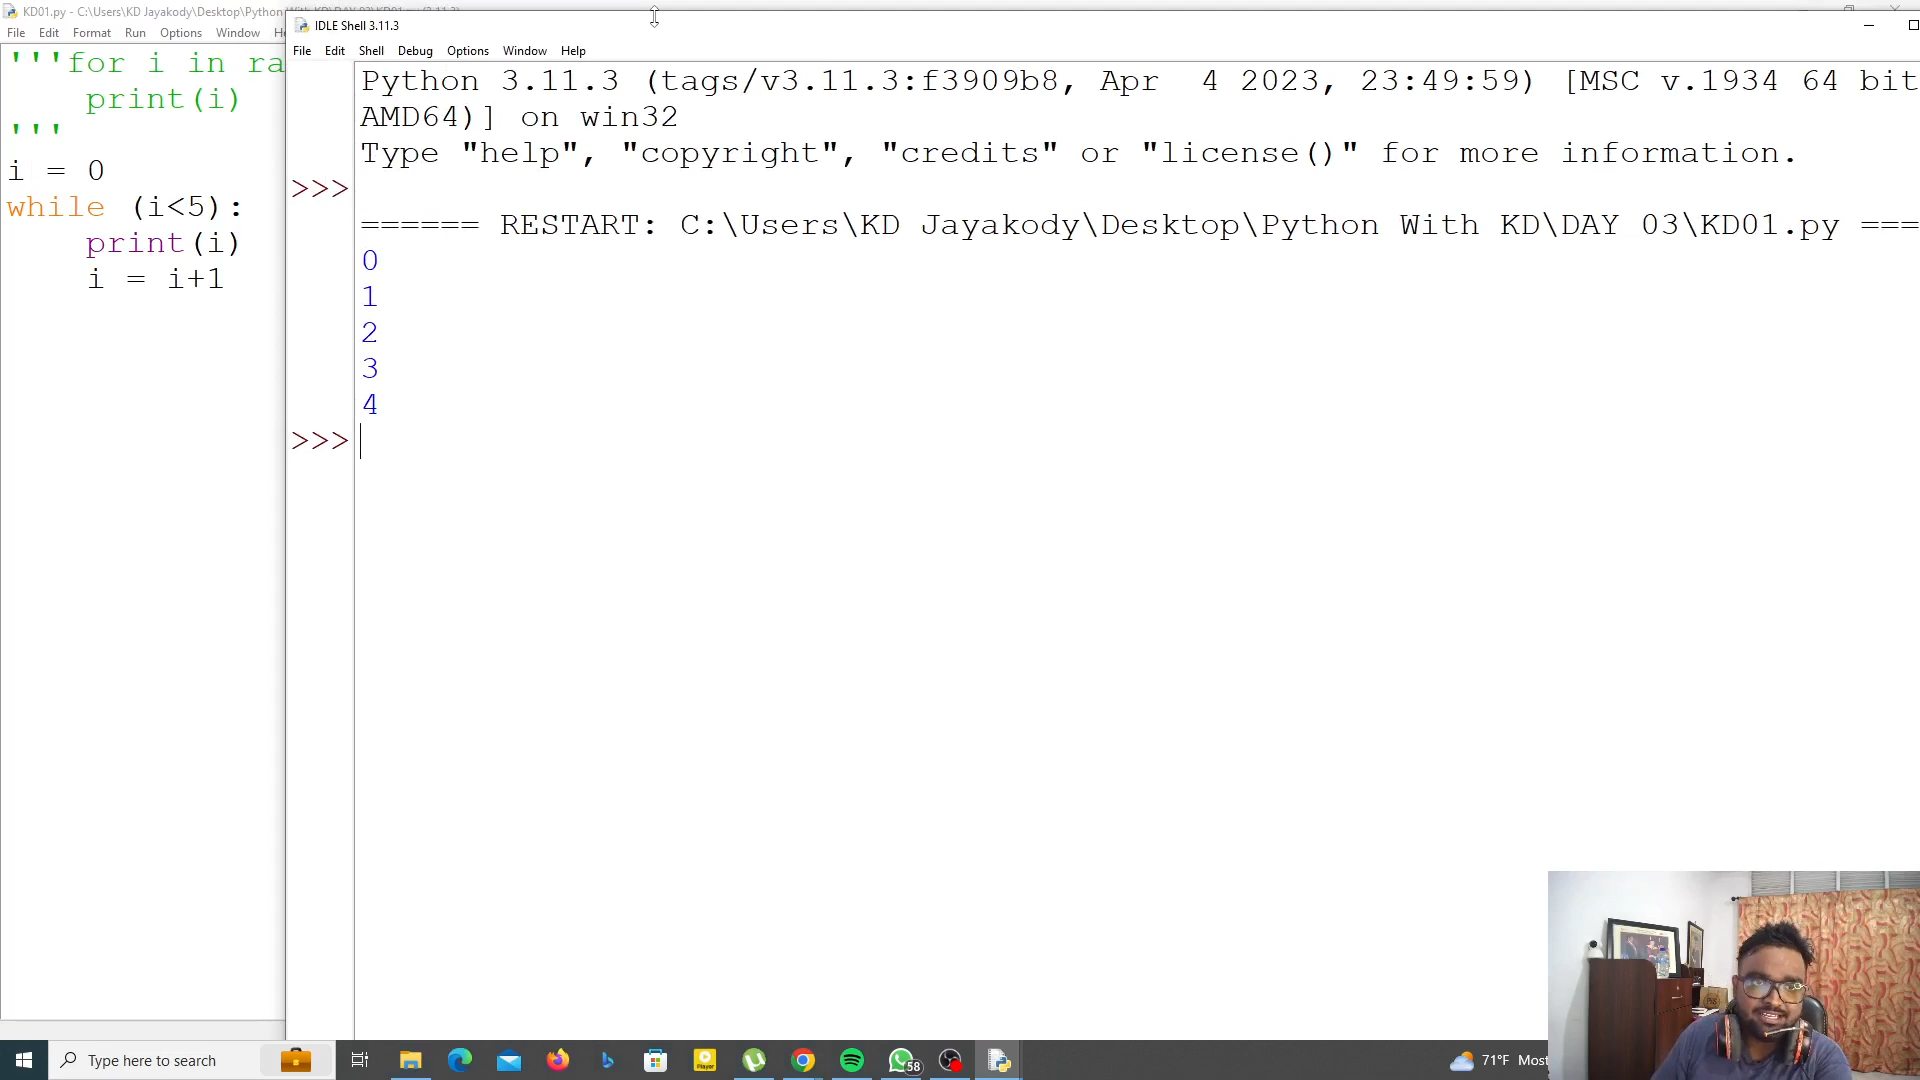 KD01.py - C:\Users\KD Jayakody\Desktop\Python
File Edit Format Run Options Window
'''for i in ra
print(i)
'''
i = 0
while (i<5):
print(i)
i = i+1
IDLE Shell 3.11.3
File Edit Shell Debug Options Window Help
Python 3.11.3 (tags/v3.11.3:f3909b8, Apr  4 2023, 23:49:59) [MSC v.1934 64 bit
AMD64)] on win32
Type "help", "copyright", "credits" or "license()" for more information.
>>>
====== RESTART: C:\Users\KD Jayakody\Desktop\Python With KD\DAY 03\KD01.py ===
0
1
2
3
4
>>>
Type here to search
Player
58
71°F Most